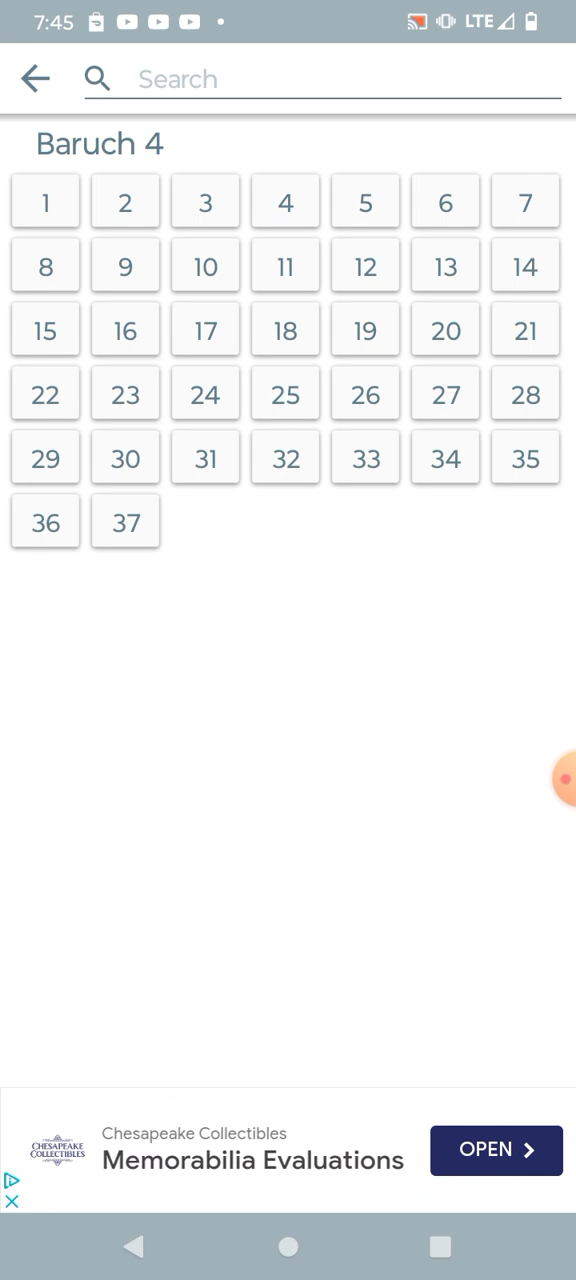 7:45 LTE
Search
Baruch 4
1 2 3 4 5 6 7
8 9 10 11 12 13 14
15 16 17 18 19 20 21
22 23 24 25 26 27 28
29 30 31 32 33 34 35
36 37
Chesapeake Collectibles
CHESAPEAKE
COLLECTIBLES
Memorabilia Evaluations
OPEN